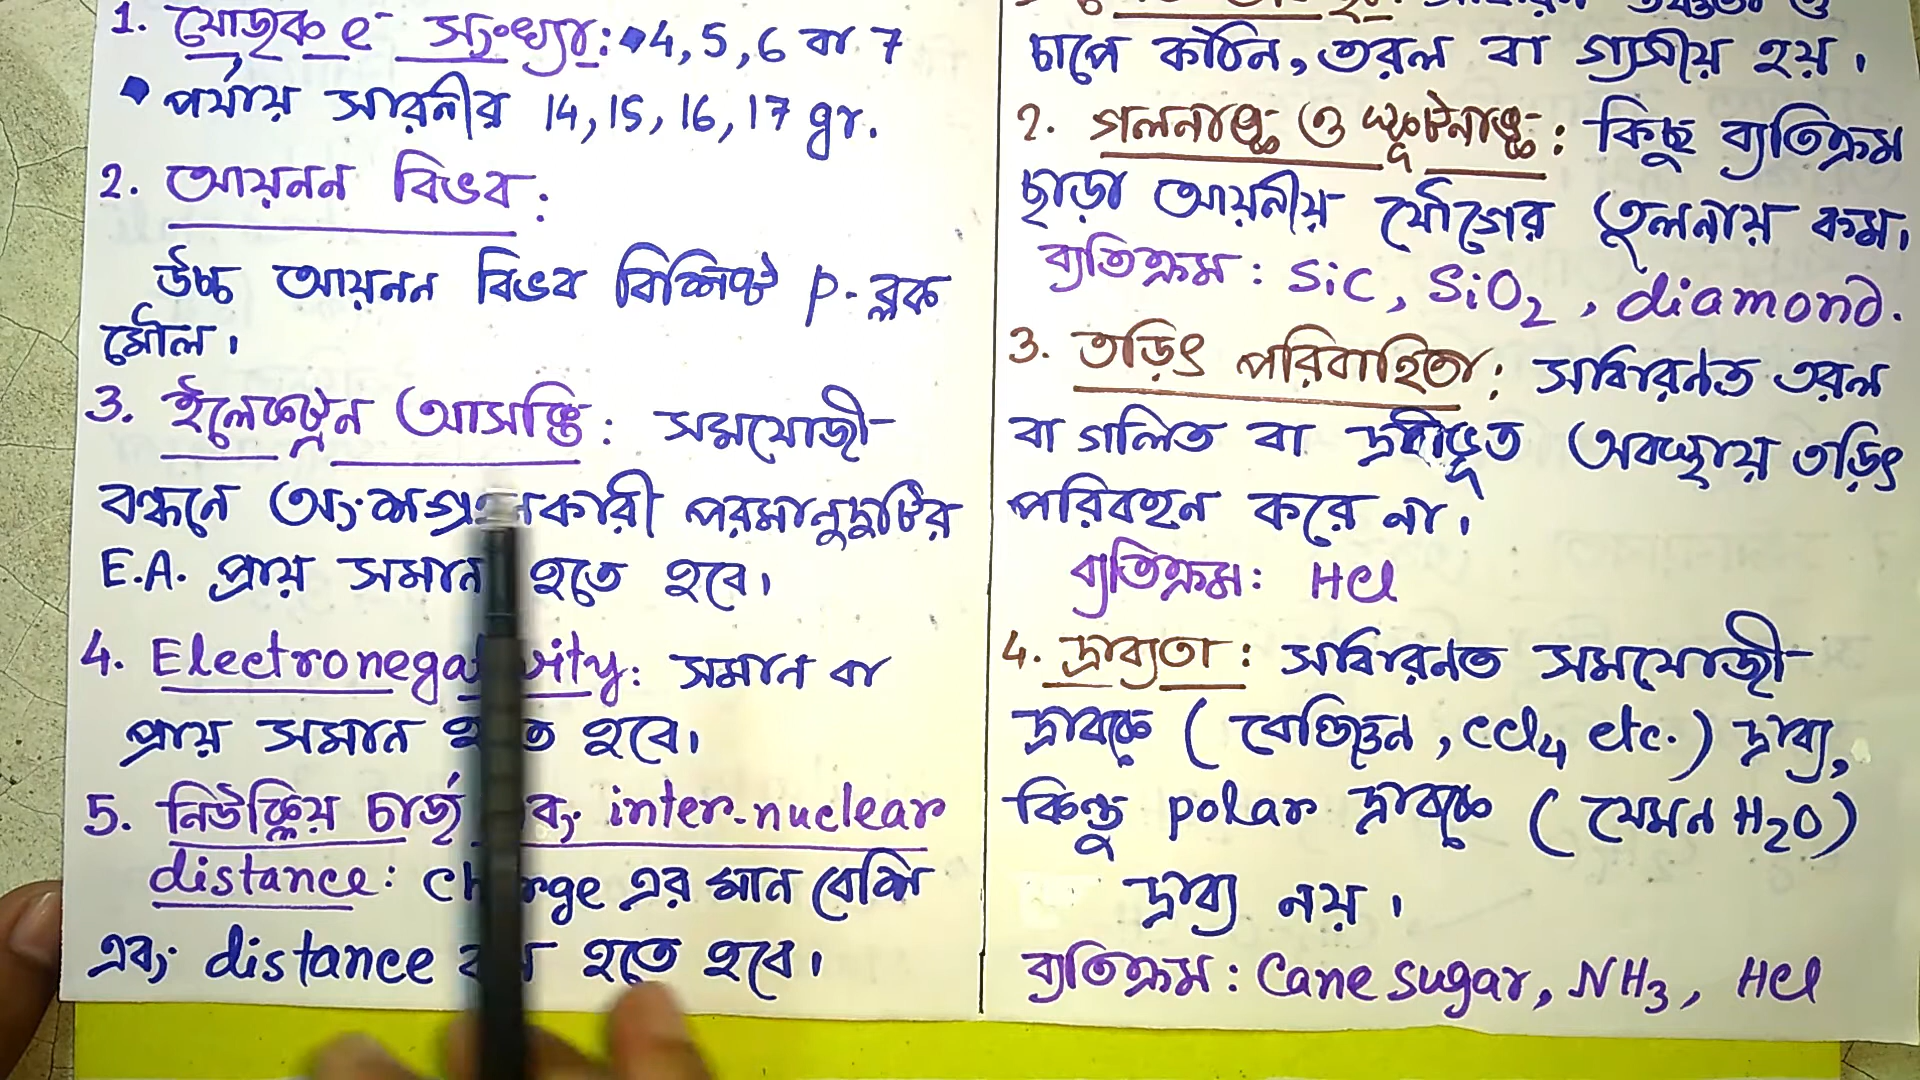 1. যোজক e⁻ সংখ্যা: 4, 5, 6 বা 7
পর্যায় সারনীর 14, 15, 16, 17 gr.
2. আয়নন বিভব:
উচ্চ আয়নন বিভব বিশিষ্ট p-ব্লক
মৌল।
3. ইলেকট্রন আসক্তি: সমযোজী
বন্ধনে অংশগ্রহনকারী পরমানুদুটির
E.A. প্রায় সমান হতে হবে।
4. Electronegativity: সমান বা
প্রায় সমান হতে হবে।
5. নিউক্লিয় চার্জ এবং inter-nuclear
distance: charge এর মান বেশি
এবং distance কম হতে হবে।
চাপে কঠিন, তরল বা গ্যসীয় হয়।
2. গলনাঙ্ক ও স্ফুটনাঙ্ক: কিছু ব্যতিক্রম
ছাড়া আয়নীয় যৌগের তুলনায় কম।
ব্যতিক্রম: SiC, SiO₂, diamond.
3. তড়িৎ পরিবাহিতা: সাধারনত তরল
বা গলিত বা দ্রবীভূত অবস্থায় তড়িৎ
পরিবহন করে না।
ব্যতিক্রম: HCl
4. দ্রাব্যতা: সাধারনত সমযোজী
দ্রাবকে (বেঞ্জিন, CCl₄ etc.) দ্রাব্য,
কিন্তু polar দ্রাবকে (যেমন H₂O)
দ্রাব্য নয়।
ব্যতিক্রম: Cane sugar, NH₃, HCl